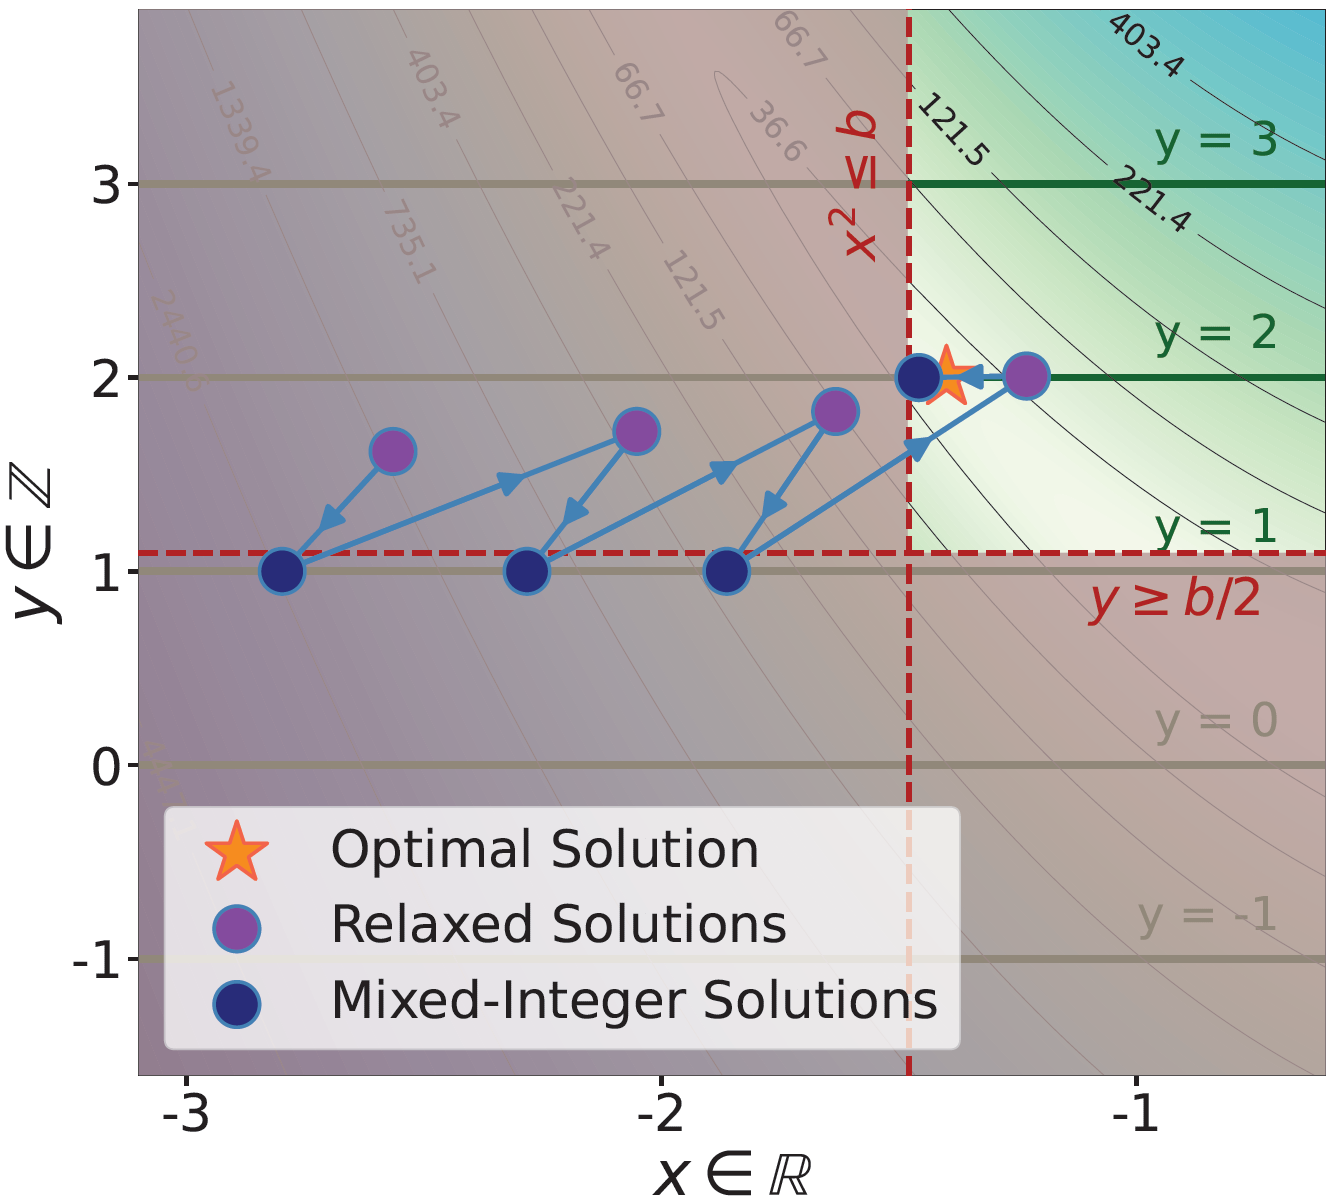 66.7
403.4
403.4
66.7
1339.4
36.6
121.5
x² ≤ b
y = 3
3
221.4
221.4
735.1
121.5
y = 2
2
y = 1
1
y ≥ b/2
y ∈ ℤ
y = 0
0
Optimal Solution
Relaxed Solutions
Mixed-Integer Solutions
y = -1
-1
-3
-2
-1
x ∈ ℝ